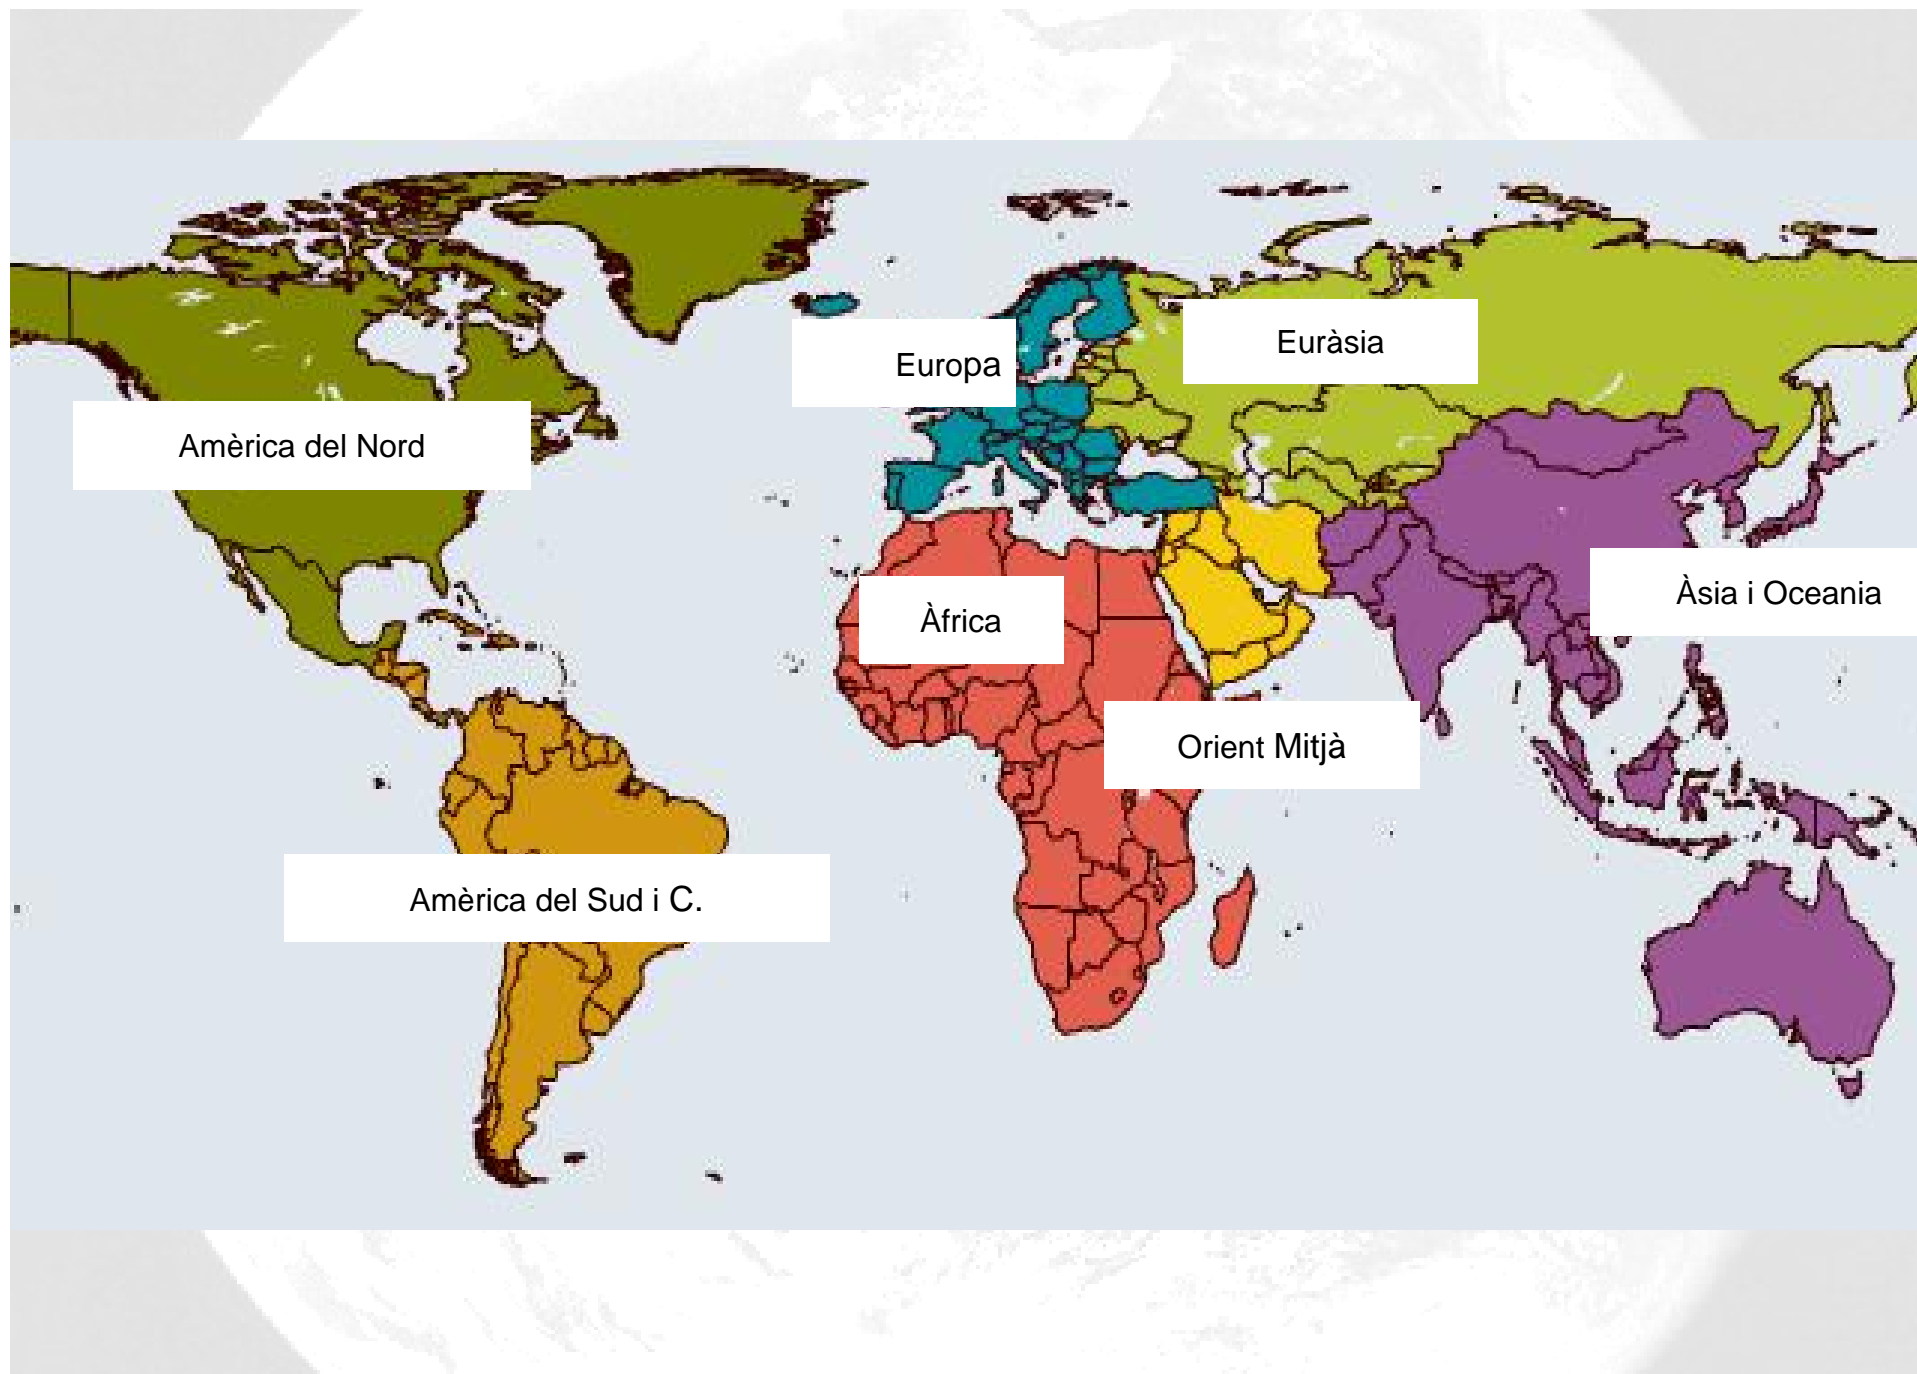 Europa
Euràsia
Amèrica del Nord
Àsia i Oceania
Àfrica
Orient Mitjà
Amèrica del Sud i C.